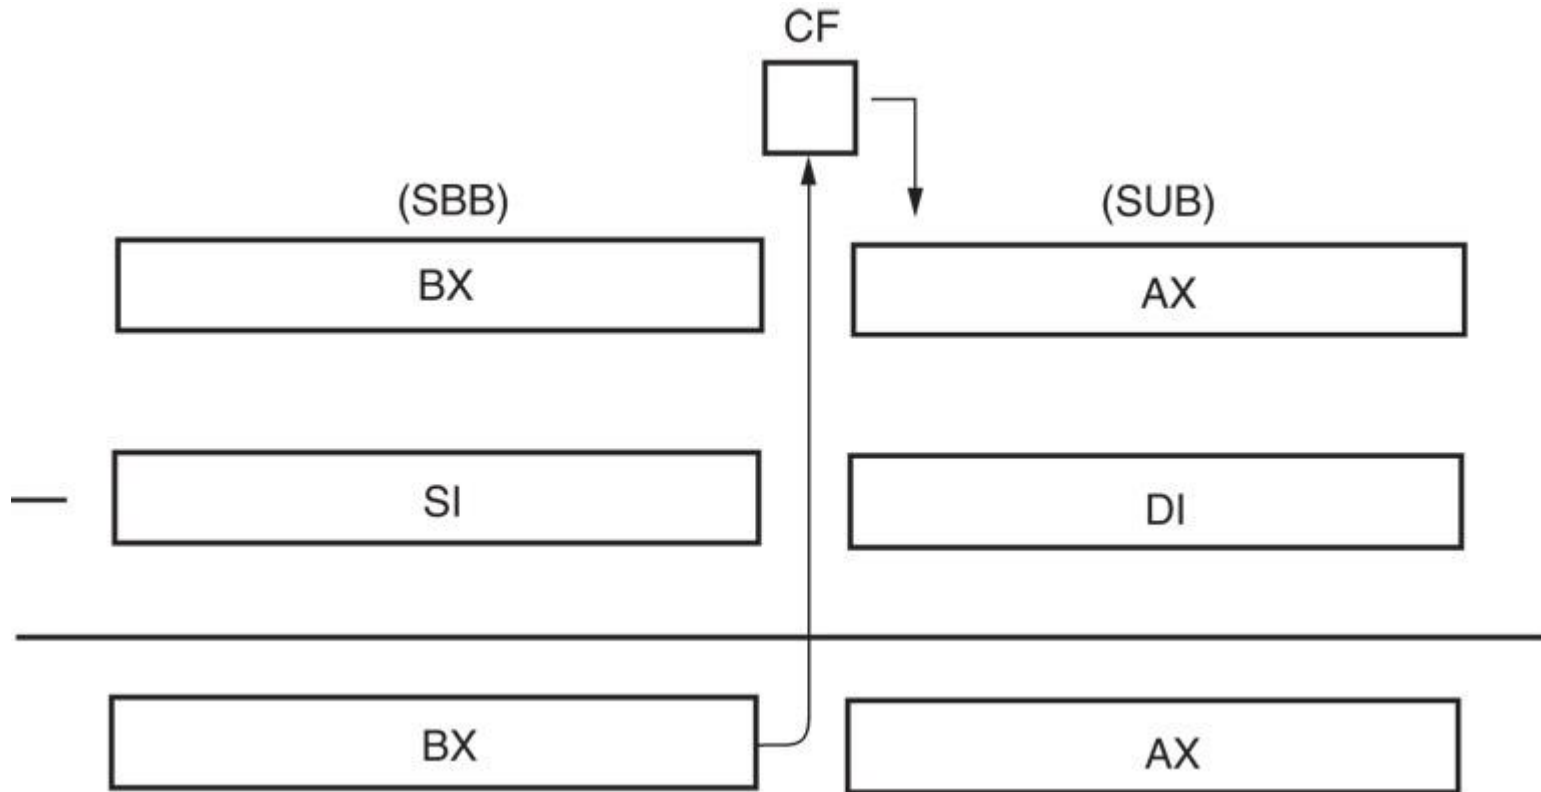 CF
(SBB) (SUB)
BX AX
SI DI
BX AX